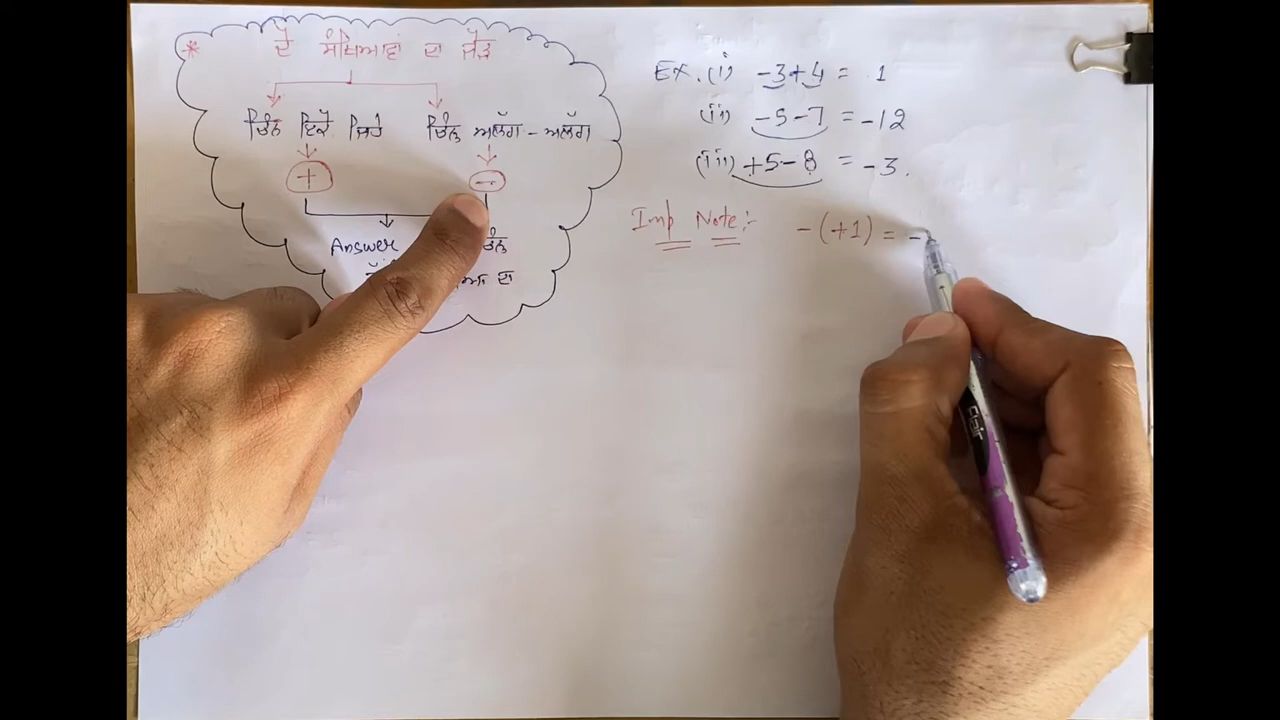 * ਦੋ ਸੰਖਿਆਵਾਂ ਦਾ ਜੋੜ
ਚਿੰਨ੍ਹ ਇੱਕੋ ਜਿਹੇ
ਚਿੰਨ੍ਹ ਅਲੱਗ-ਅਲੱਗ
+
-
Answer
ਚਿੰਨ੍ਹ
ਦਾ
Ex. (i) -3+4 = 1
(ii) -5-7 = -12
(iii) +5-8 = -3.
Imp Note:- -(+1) = -